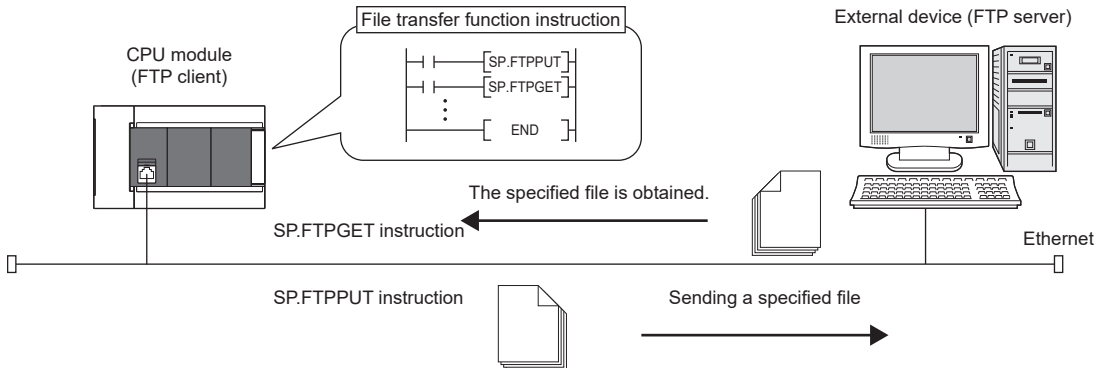 File transfer function instruction
External device (FTP server)
CPU module
(FTP client)
SP.FTPPUT
SP.FTPGET
END
The specified file is obtained.
SP.FTPGET instruction
Ethernet
SP.FTPPUT instruction
Sending a specified file